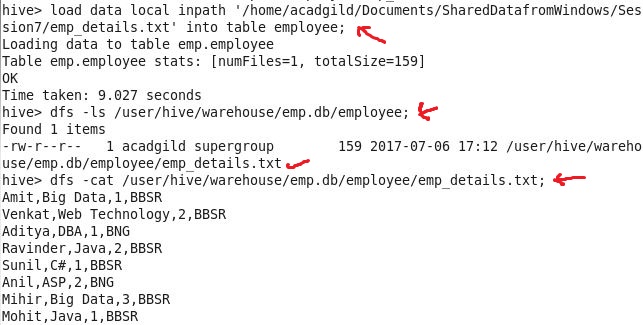 hive> load data local inpath '/home/acadgild/Documents/SharedDatafromWindows/Ses
sion7/emp_details.txt' into table employee;
Loading data to table emp.employee
Table emp.employee stats: [numFiles=1, totalSize=159]
OK
Time taken: 9.027 seconds
hive> dfs -ls /user/hive/warehouse/emp.db/employee;
Found 1 items
-rw-r--r--   1 acadgild supergroup        159 2017-07-06 17:12 /user/hive/wareho
use/emp.db/employee/emp_details.txt
hive> dfs -cat /user/hive/warehouse/emp.db/employee/emp_details.txt;
Amit,Big Data,1,BBSR
Venkat,Web Technology,2,BBSR
Aditya,DBA,1,BNG
Ravinder,Java,2,BBSR
Sunil,C#,1,BBSR
Anil,ASP,2,BNG
Mihir,Big Data,3,BBSR
Mohit,Java,1,BBSR